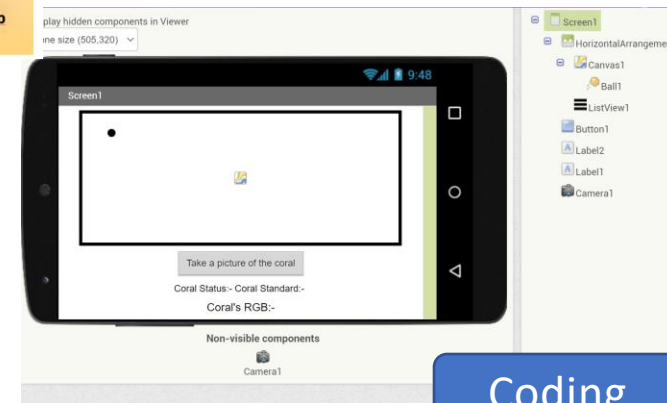 play hidden components in Viewer
ne size (505,320)
9:48
Screen1
Take a picture of the coral
Coral Status:- Coral Standard:-
Coral's RGB:-
Non-visible components
Camera1
Screen1
HorizontalArrangeme
Canvas1
Ball1
ListView1
Button1
Label2
Label1
Camera1
Coding